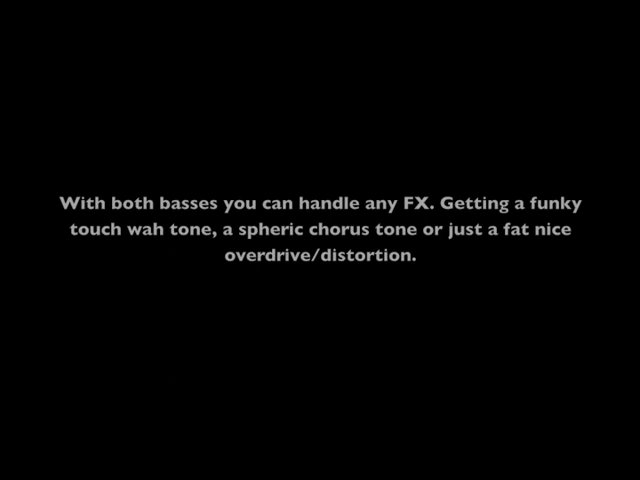 With both basses you can handle any FX. Getting a funky
touch wah tone, a spheric chorus tone or just a fat nice
overdrive/distortion.